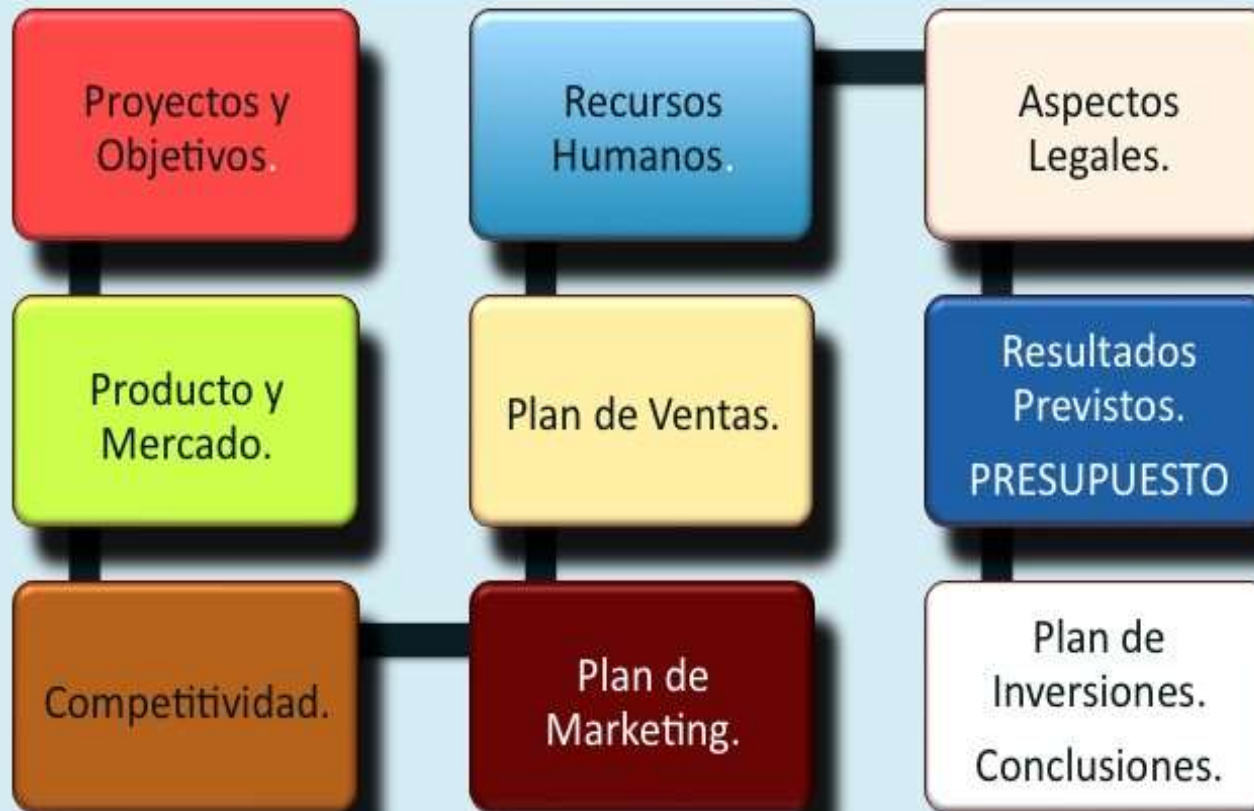 Proyectos y
Objetivos.
Producto y
Mercado.
Competitividad.
Plan de
Marketing.
Plan de Ventas.
Recursos
Humanos.
Aspectos
Legales.
Resultados
Previstos.
PRESUPUESTO
Plan de
Inversiones.
Conclusiones.